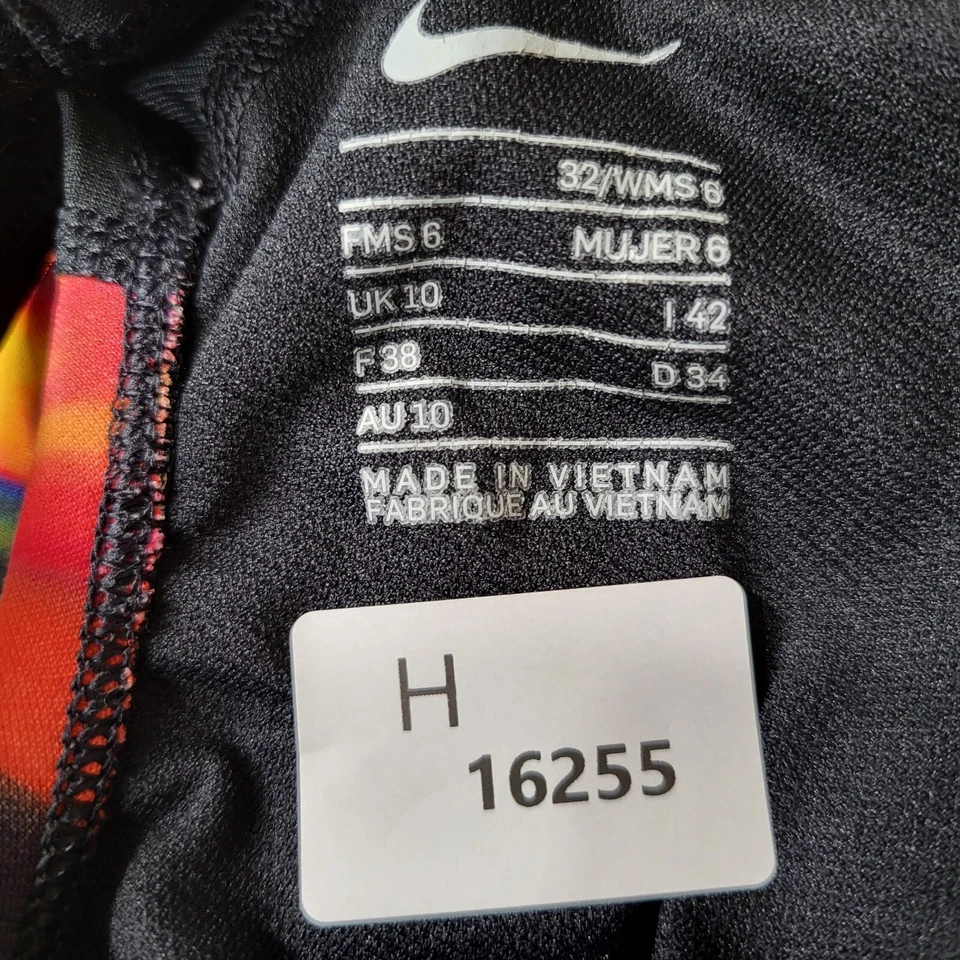 32/WMS 6
FMS 6 MUJER 6
UK 10 I 42
F 38 D 34
AU 10
MADE IN VIETNAM
FABRIQUE AU VIETNAM
H
16255